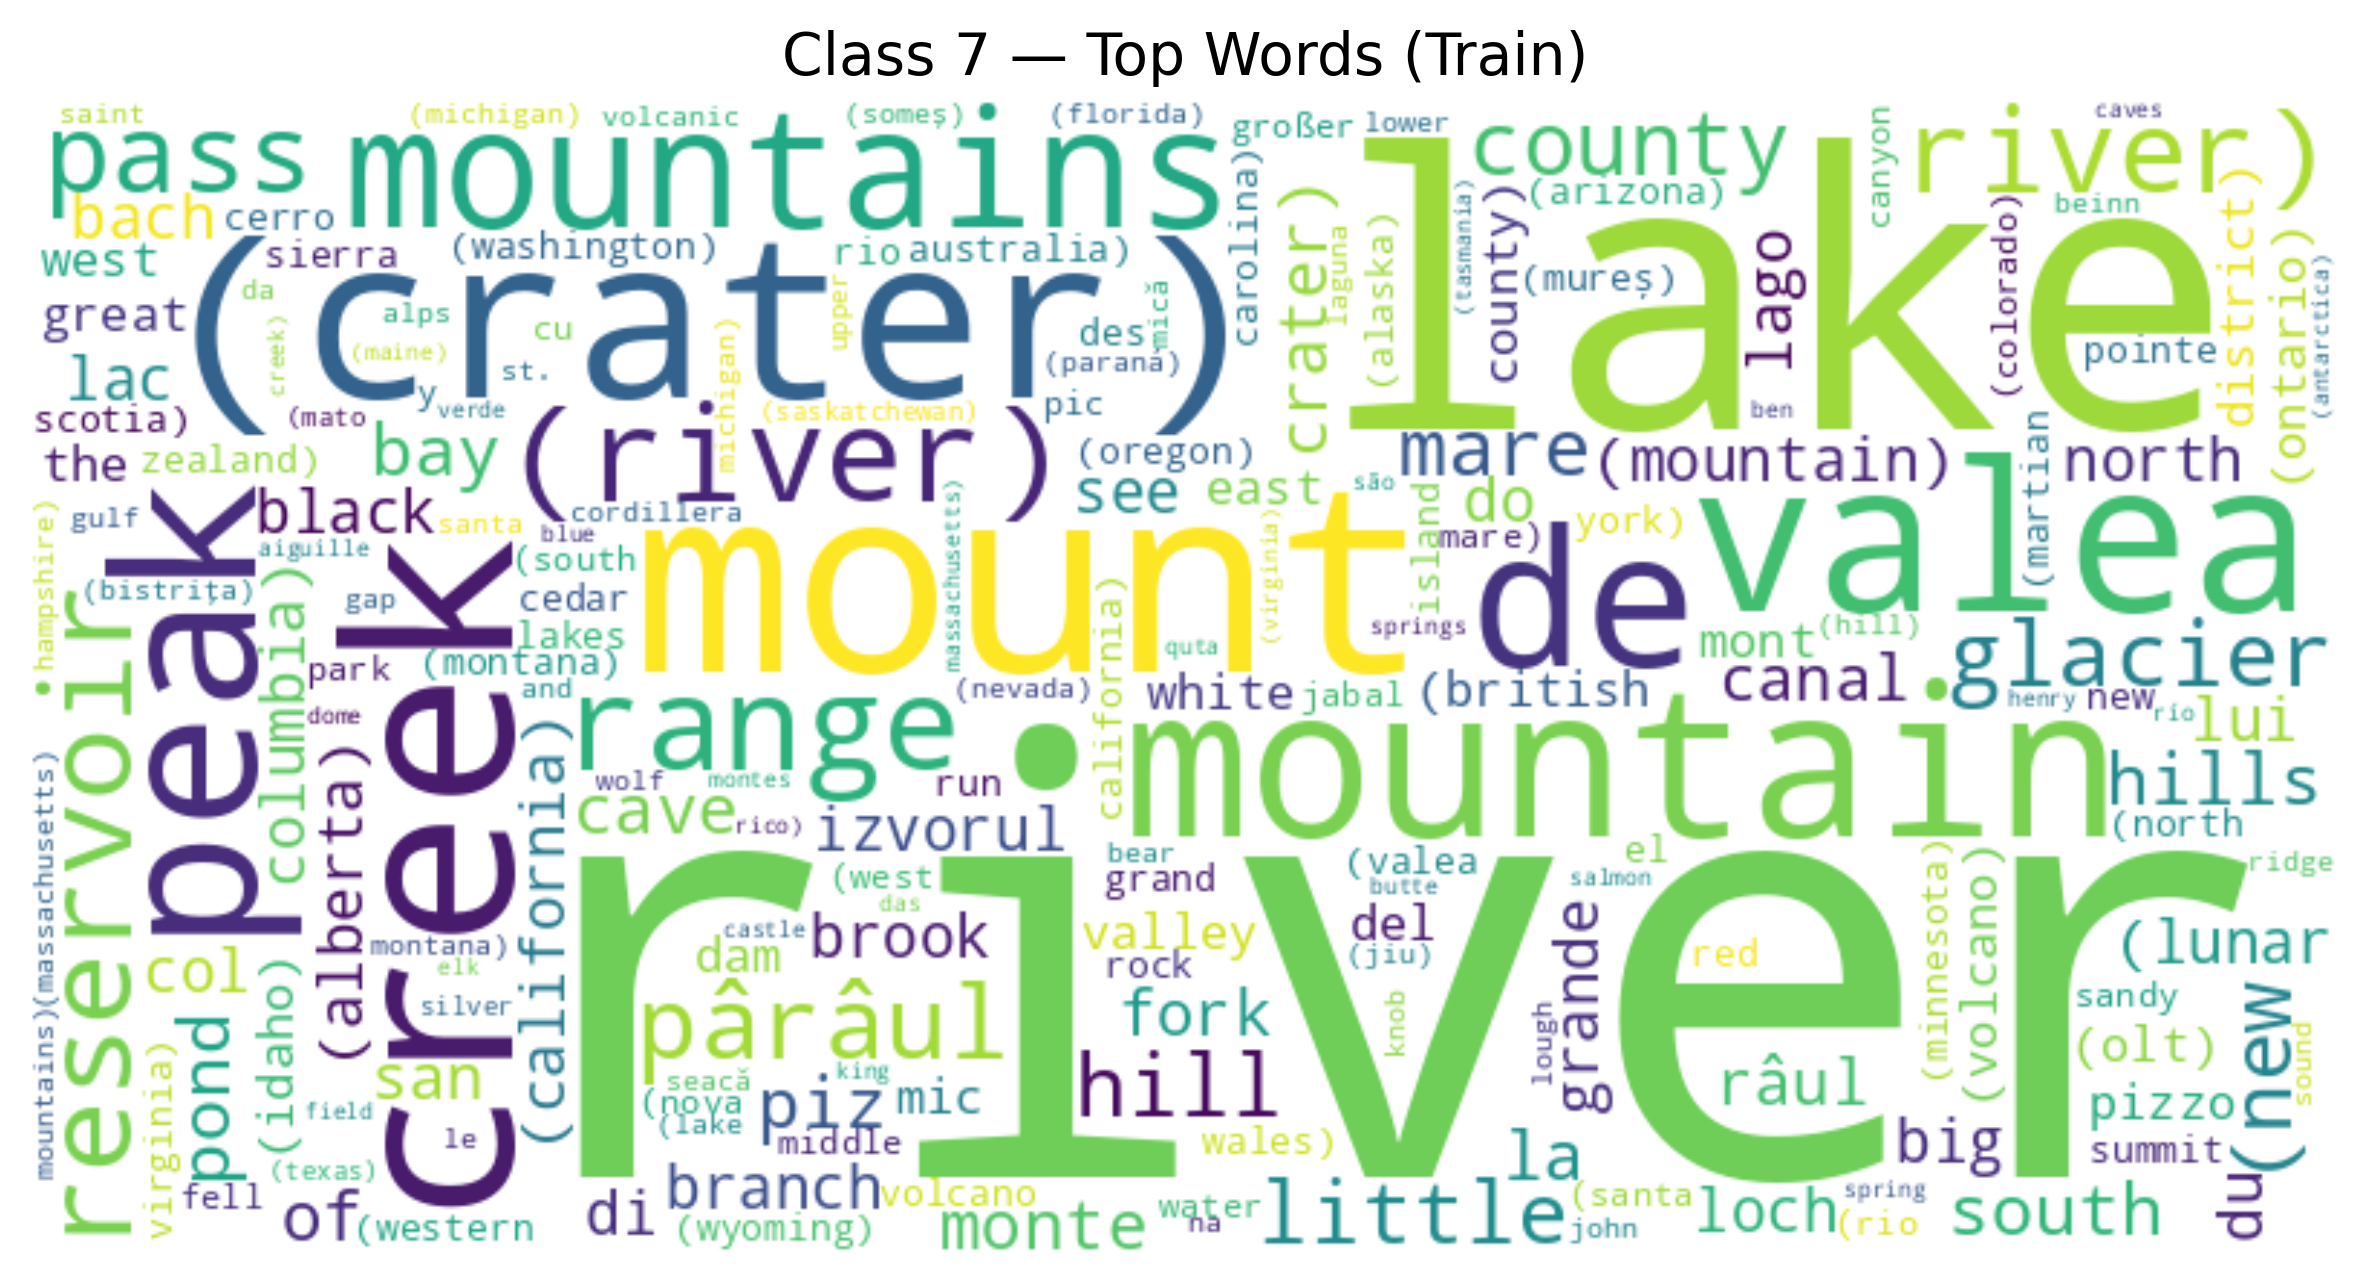 Class 7 — Top Words (Train)
saint (michigan) volcanic (someș) (florida) großer lower caves
pass mountains county river)
canyon
bach cerro carolina) (arizona) beinn
west sierra (washington) rio australia) crater) lake
(tasmania) county) lago (colorado) district)
great (crater) da alps cu upper mică laguna (alaska) (mureș) (ontario) (antarctica)
creek) (maine) st. michigan) des (paraná) pointe
lac y verde pic ben
scotia) (mato (saskatchewan)
the zealand) bay (river) (oregon) mare (mountain) (martian north
gulf black santa cordillera see east são island do york) valea
peak aiguille blue massachusetts) mount (virginia) mare) de
hampshire) (bistrița) columbia) (south
gap creek cedar california) springs
lakes quta mont (hill) glacier
park (montana) and (nevada) white jabal (british canal henry new río lui
reservoir dome range mountain
(alberta) (california) wolf montes run hills
cave rico) izvorul (north
bear (valea el ridge
(west grand butte salmon
das river
mountains) (massachusetts) montana) castle brook valley del grande (minnesota) (volcano) (lunar
col elk dam rock (jiu) red
pond (idaho) silver pârâul fork knob lough sandy
virginia) san king râul (olt) new
seacă
(nova piz mic hill pizzo sound
field (lake
le middle wales) la big summit (new
(texas)
fell branch volcano (santa spring du
of (western di (wyoming) monte water na little john loch (rio south